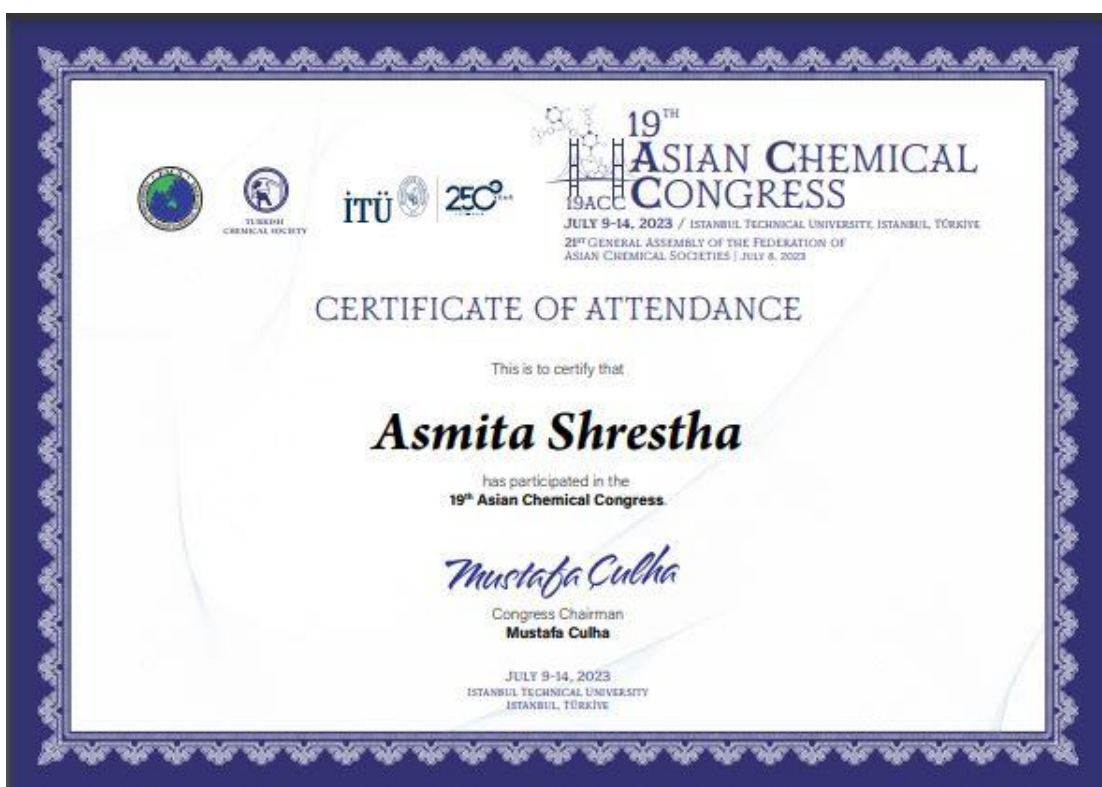 TURKISH
CHEMICAL SOCIETY
İTÜ
250
19TH
ASIAN CHEMICAL
CONGRESS
19ACC
JULY 9-14, 2023 / ISTANBUL TECHNICAL UNIVERSITY, ISTANBUL, TÜRKİYE
21ST GENERAL ASSEMBLY OF THE FEDERATION OF
ASIAN CHEMICAL SOCIETIES | JULY 8, 2023
CERTIFICATE OF ATTENDANCE
This is to certify that
Asmita Shrestha
has participated in the
19th Asian Chemical Congress.
Mustafa Çulha
Congress Chairman
Mustafa Culha
JULY 9-14, 2023
ISTANBUL TECHNICAL UNIVERSITY
ISTANBUL, TÜRKİYE